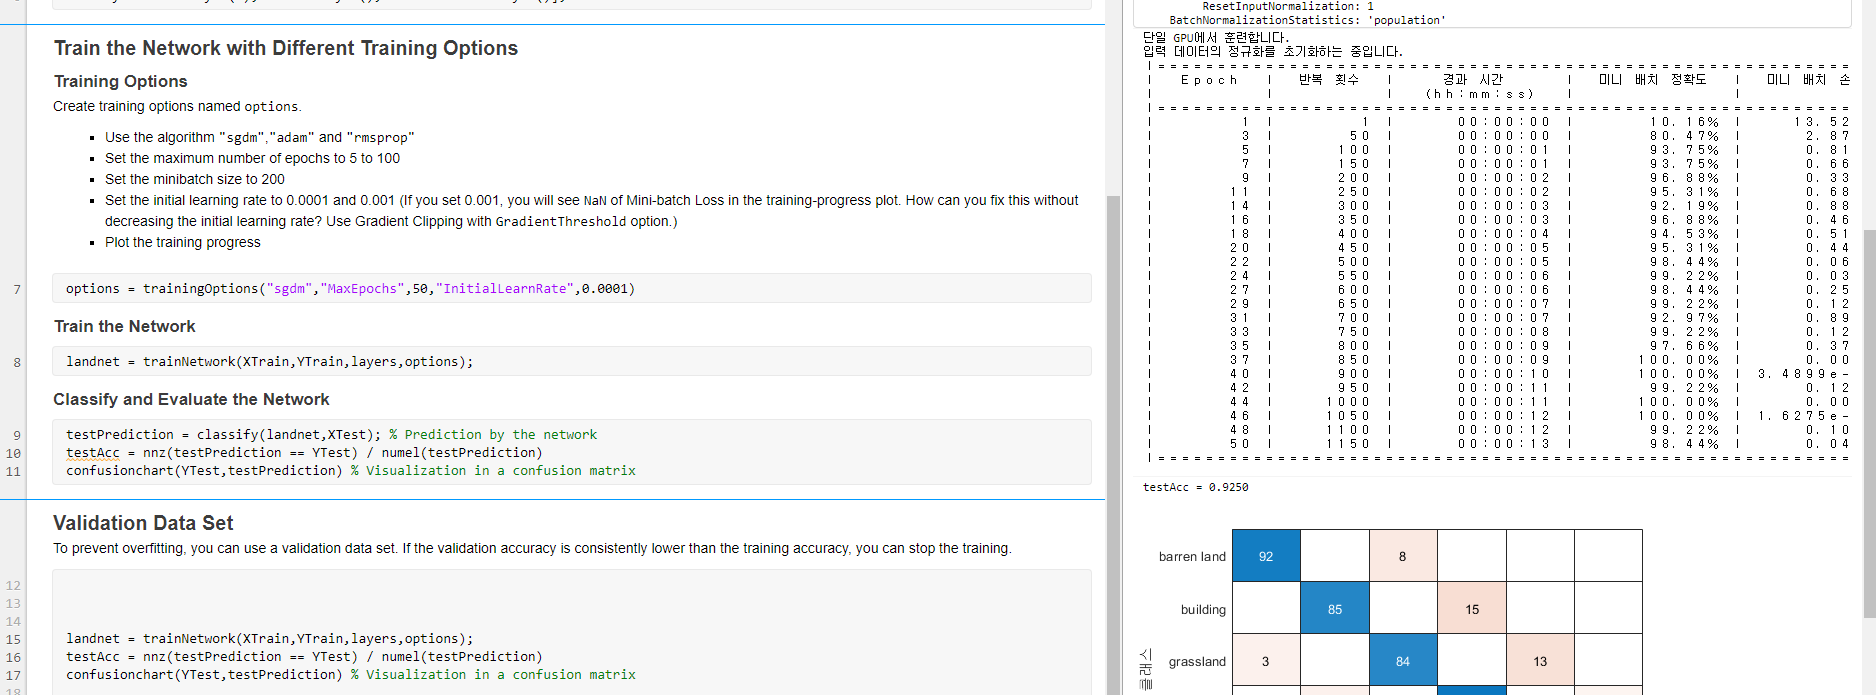 Train the Network with Different Training Options
Training Options
Create training options named options.
▪ Use the algorithm "sgdm","adam" and "rmsprop"
▪ Set the maximum number of epochs to 5 to 100
▪ Set the minibatch size to 200
▪ Set the initial learning rate to 0.0001 and 0.001 (If you set 0.001, you will see NaN of Mini-batch Loss in the training-progress plot. How can you fix this without
decreasing the initial learning rate? Use Gradient Clipping with GradientThreshold option.)
▪ Plot the training progress
7 options = trainingOptions("sgdm","MaxEpochs",50,"InitialLearnRate",0.0001)
Train the Network
8 landnet = trainNetwork(XTrain,YTrain,layers,options);
Classify and Evaluate the Network
9 testPrediction = classify(landnet,XTest); % Prediction by the network
10 testAcc = nnz(testPrediction == YTest) / numel(testPrediction)
11 confusionchart(YTest,testPrediction) % Visualization in a confusion matrix
Validation Data Set
To prevent overfitting, you can use a validation data set. If the validation accuracy is consistently lower than the training accuracy, you can stop the training.
12
13
14
15 landnet = trainNetwork(XTrain,YTrain,layers,options);
16 testAcc = nnz(testPrediction == YTest) / numel(testPrediction)
17 confusionchart(YTest,testPrediction) % Visualization in a confusion matrix
18
ResetInputNormalization: 1
BatchNormalizationStatistics: 'population'
단일 GPU에서 훈련합니다.
입력 데이터의 정규화를 초기화하는 중입니다.
| Epoch | 반복 횟수 | 경과 시간 | 미니 배치 정확도 | 미니 배치 손
| | | (hh:mm:ss) | |
| 1 | 1 | 00:00:00 | 10.16% | 13.52
| 3 | 50 | 00:00:00 | 80.47% | 2.87
| 5 | 100 | 00:00:01 | 93.75% | 0.81
| 7 | 150 | 00:00:01 | 93.75% | 0.66
| 9 | 200 | 00:00:02 | 96.88% | 0.33
| 11 | 250 | 00:00:02 | 95.31% | 0.68
| 14 | 300 | 00:00:03 | 92.19% | 0.88
| 16 | 350 | 00:00:03 | 96.88% | 0.46
| 18 | 400 | 00:00:04 | 94.53% | 0.51
| 20 | 450 | 00:00:05 | 95.31% | 0.44
| 22 | 500 | 00:00:05 | 98.44% | 0.06
| 24 | 550 | 00:00:06 | 99.22% | 0.03
| 27 | 600 | 00:00:06 | 98.44% | 0.25
| 29 | 650 | 00:00:07 | 99.22% | 0.12
| 31 | 700 | 00:00:07 | 92.97% | 0.89
| 33 | 750 | 00:00:08 | 99.22% | 0.12
| 35 | 800 | 00:00:09 | 97.66% | 0.37
| 37 | 850 | 00:00:09 | 100.00% | 0.00
| 40 | 900 | 00:00:10 | 100.00% | 3.4899e-
| 42 | 950 | 00:00:11 | 99.22% | 0.12
| 44 | 1000 | 00:00:11 | 100.00% | 0.00
| 46 | 1050 | 00:00:12 | 100.00% | 1.6275e-
| 48 | 1100 | 00:00:12 | 99.22% | 0.10
| 50 | 1150 | 00:00:13 | 98.44% | 0.04
testAcc = 0.9250
barren land 92 8
building 85 15
grassland 3 84 13
클래스